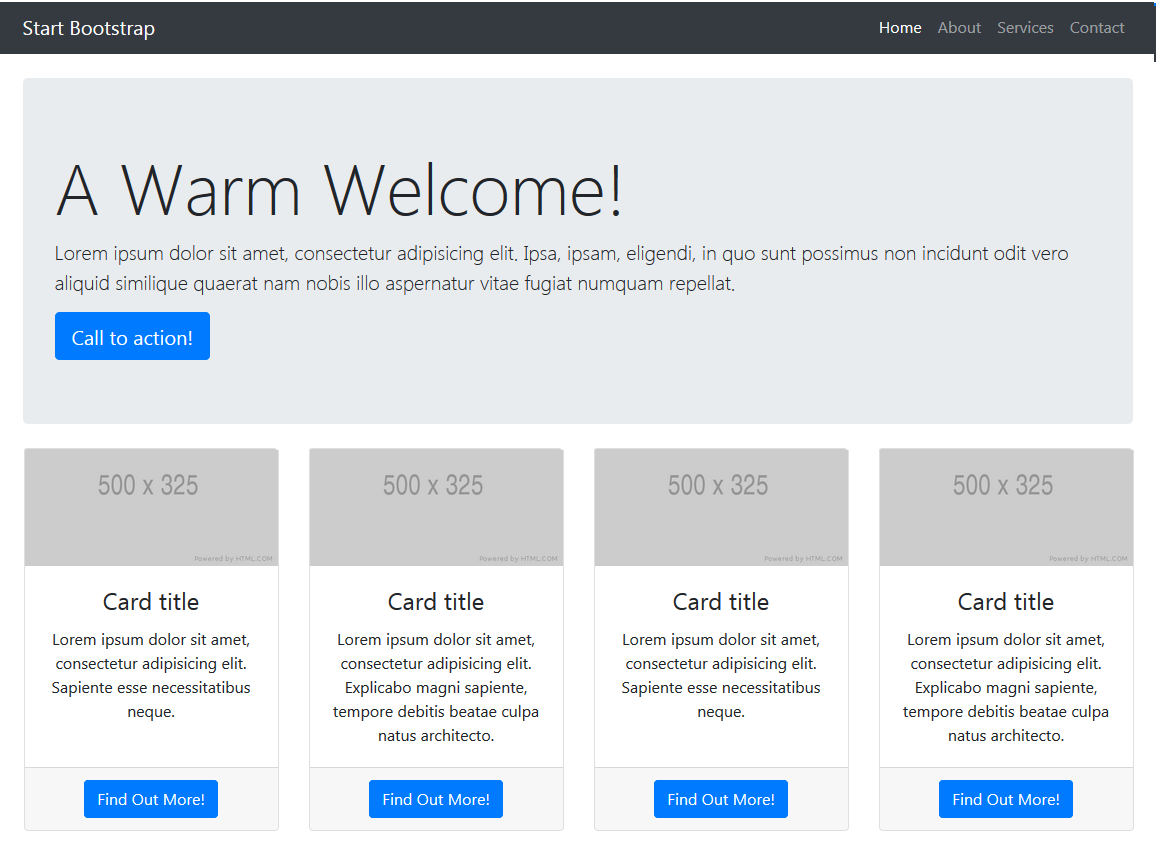 Start Bootstrap
Home About Services Contact
A Warm Welcome!
Lorem ipsum dolor sit amet, consectetur adipisicing elit. Ipsa, ipsam, eligendi, in quo sunt possimus non incidunt odit vero
aliquid similique quaerat nam nobis illo aspernatur vitae fugiat numquam repellat.
Call to action!
500 x 325
Powered by HTML.COM
Card title
Lorem ipsum dolor sit amet,
consectetur adipisicing elit.
Sapiente esse necessitatibus
neque.
Find Out More!
500 x 325
Powered by HTML.COM
Card title
Lorem ipsum dolor sit amet,
consectetur adipisicing elit.
Explicabo magni sapiente,
tempore debitis beatae culpa
natus architecto.
Find Out More!
500 x 325
Powered by HTML.COM
Card title
Lorem ipsum dolor sit amet,
consectetur adipisicing elit.
Sapiente esse necessitatibus
neque.
Find Out More!
500 x 325
Powered by HTML.COM
Card title
Lorem ipsum dolor sit amet,
consectetur adipisicing elit.
Explicabo magni sapiente,
tempore debitis beatae culpa
natus architecto.
Find Out More!